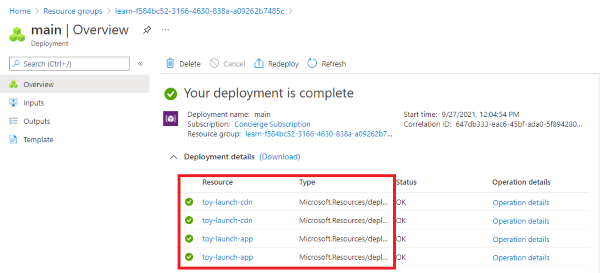 Home > Resource groups > learn-f584bc52-3166-4630-838a-a09262b7485c >
main | Overview
Deployment
Search (Ctrl+/)
Delete Cancel Redeploy Refresh
Overview
Inputs
Outputs
Template
Your deployment is complete
Deployment name: main
Subscription: Concierge Subscription
Resource group: learn-f584bc52-3166-4630-838a-a09262b7...
Start time: 9/27/2021, 12:04:54 PM
Correlation ID: 647db333-eac6-45bf-ada0-5f894280...
Deployment details (Download)
Resource Type Status Operation details
toy-launch-cdn Microsoft.Resources/depl... OK Operation details
toy-launch-cdn Microsoft.Resources/depl... OK Operation details
toy-launch-app Microsoft.Resources/depl... OK Operation details
toy-launch-app Microsoft.Resources/depl... OK Operation details